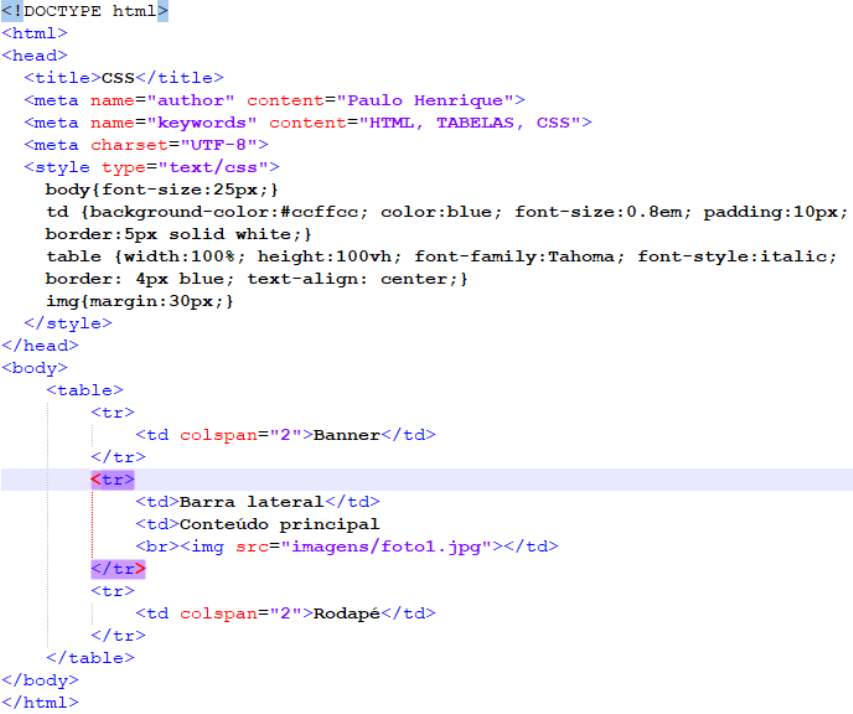 <!DOCTYPE html>
<html>
<head>
  <title>CSS</title>
  <meta name="author" content="Paulo Henrique">
  <meta name="keywords" content="HTML, TABELAS, CSS">
  <meta charset="UTF-8">
  <style type="text/css">
    body{font-size:25px;}
    td {background-color:#ccffcc; color:blue; font-size:0.8em; padding:10px;
    border:5px solid white;}
    table {width:100%; height:100vh; font-family:Tahoma; font-style:italic;
    border: 4px blue; text-align: center;}
    img{margin:30px;}
  </style>
</head>
<body>
    <table>
        <tr>
            <td colspan="2">Banner</td>
        </tr>
        <tr>
            <td>Barra lateral</td>
            <td>Conteúdo principal
            <br><img src="imagens/foto1.jpg"></td>
        </tr>
        <tr>
            <td colspan="2">Rodapé</td>
        </tr>
    </table>
</body>
</html>